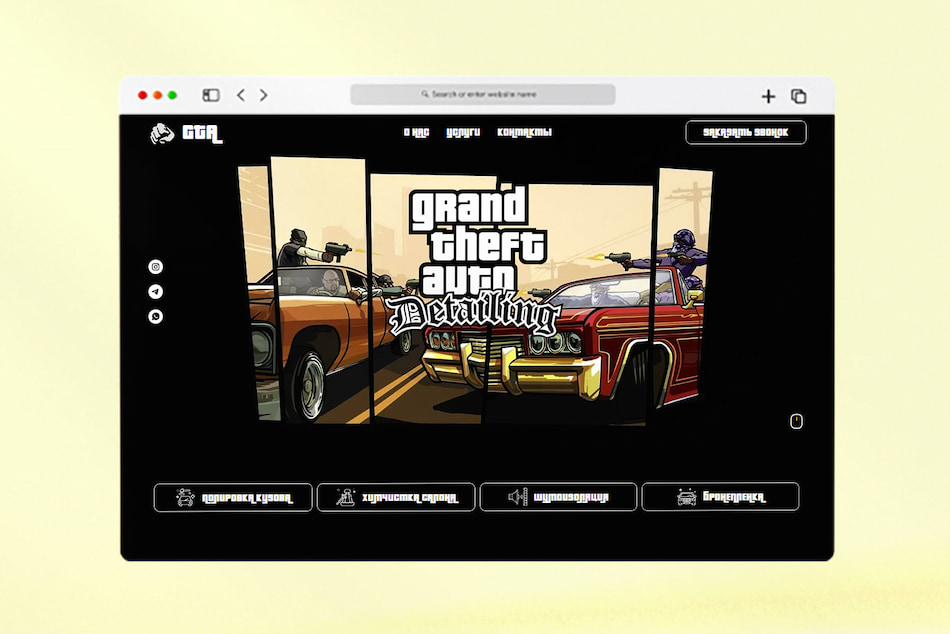 Search or enter website name
GTA
О НАС УСЛУГИ КОНТАКТЫ
ЗАКАЗАТЬ ЗВОНОК
grand
theft
auto
Detailing
ПОЛИРОВКА КУЗОВА
ХИМЧИСТКА САЛОНА
ШУМОИЗОЛЯЦИЯ
БРОНЕПЛЕНКА